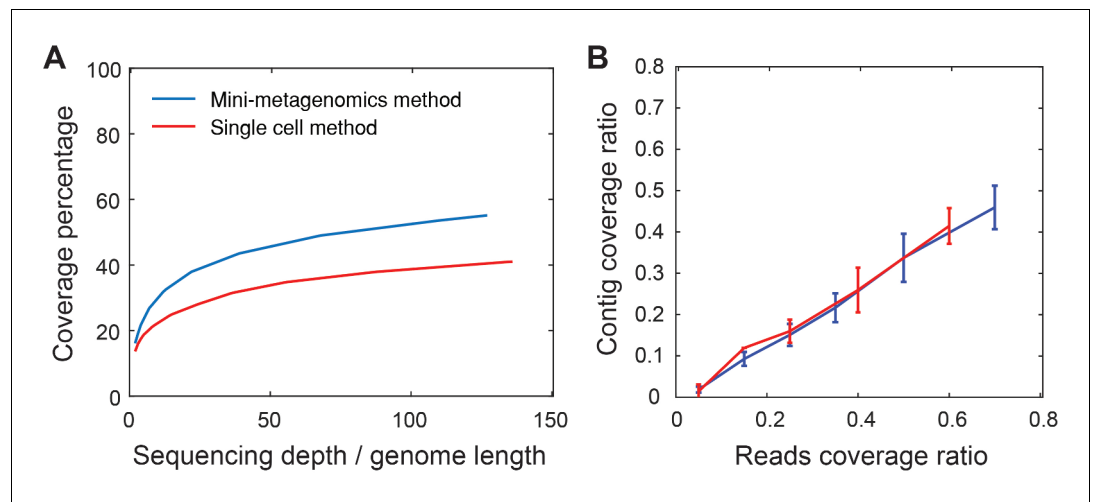 A
Coverage percentage
100
80
60
40
20
0
Mini-metagenomics method
Single cell method
0 50 100 150
Sequencing depth / genome length
B
Contig coverage ratio
0.8
0.7
0.6
0.5
0.4
0.3
0.2
0.1
0
0 0.2 0.4 0.6 0.8
Reads coverage ratio